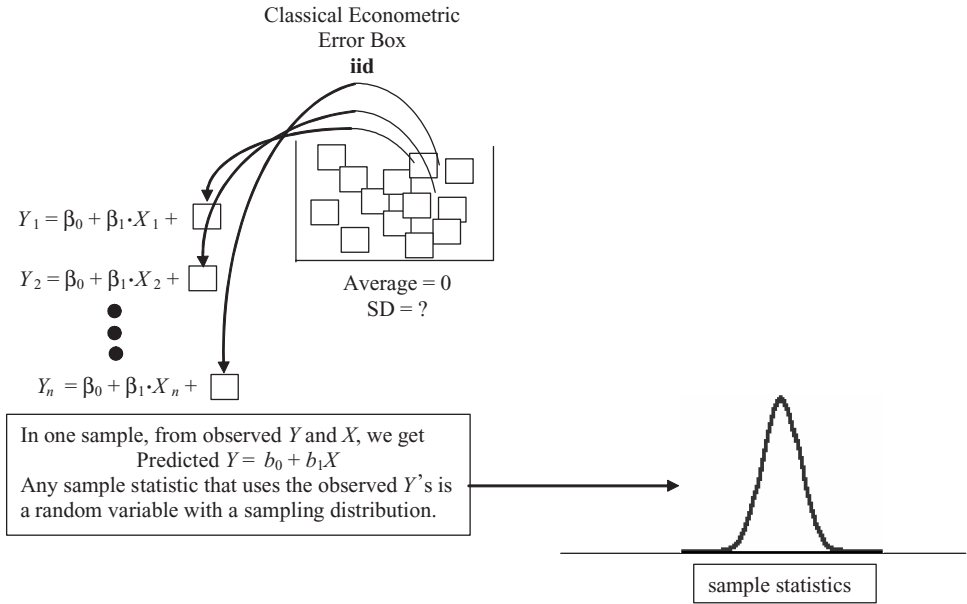 Classical Econometric
Error Box
iid
Y₁ = β₀ + β₁·X₁ +
Y₂ = β₀ + β₁·X₂ +
Average = 0
SD = ?
Yₙ = β₀ + β₁·Xₙ +
In one sample, from observed Y and X, we get
Predicted Y = b₀ + b₁X
Any sample statistic that uses the observed Y's is
a random variable with a sampling distribution.
sample statistics